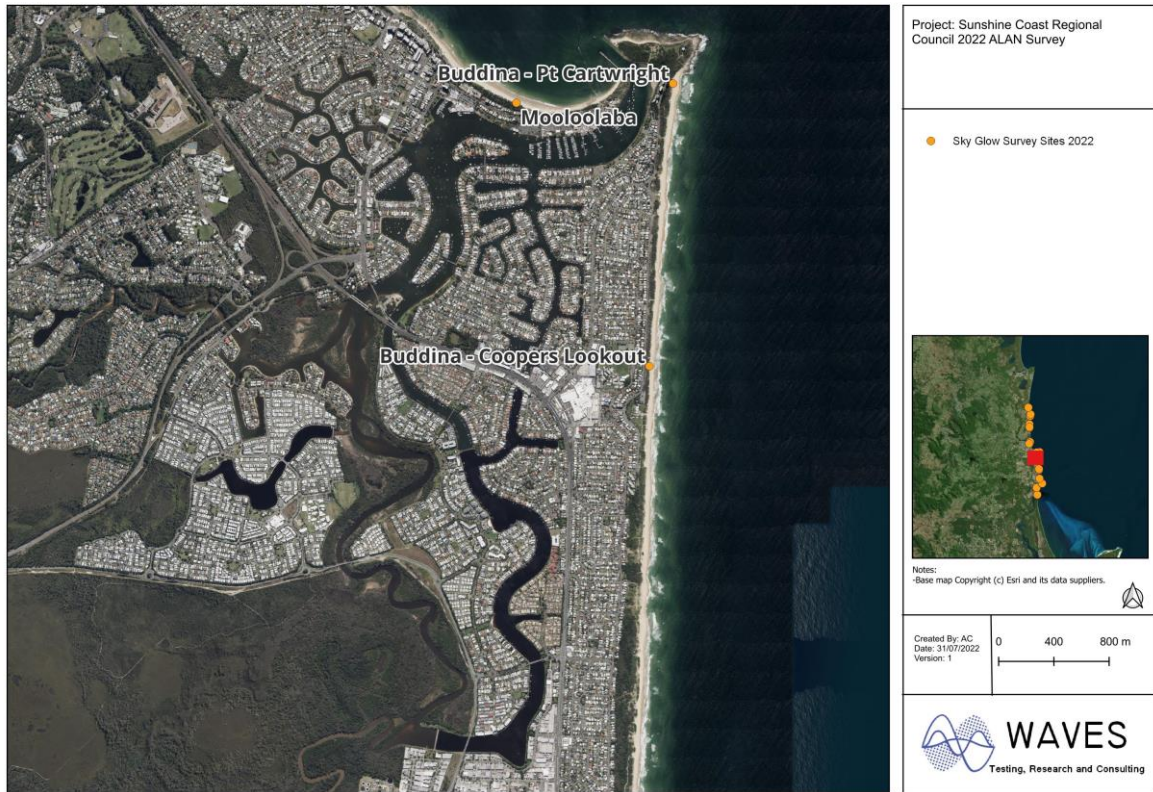 Buddina - Pt Cartwright
Mooloolaba
Buddina - Coopers Lookout
Project: Sunshine Coast Regional
Council 2022 ALAN Survey
Sky Glow Survey Sites 2022
Notes:
-Base map Copyright (c) Esri and its data suppliers.
Created By: AC
Date: 31/07/2022
Version: 1
0 400 800 m
WAVES
Testing, Research and Consulting